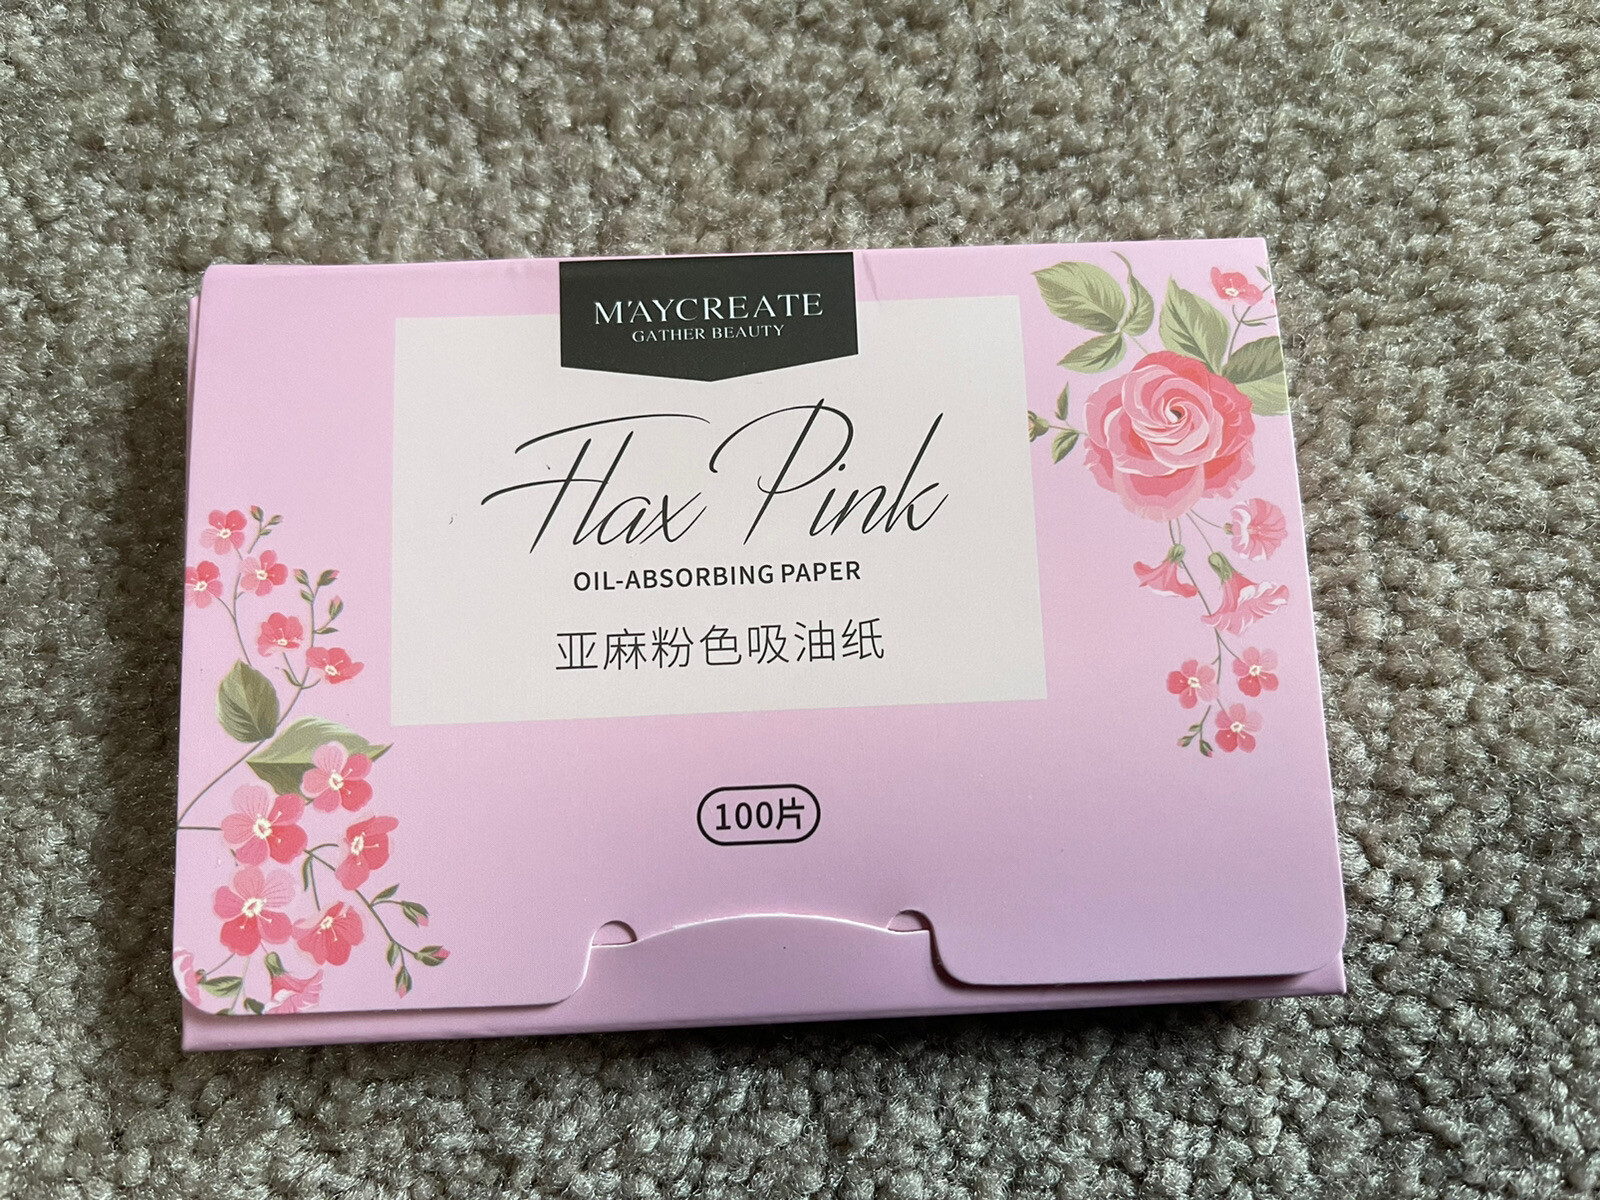 M'AYCREATE
GATHER BEAUTY
Flax Pink
OIL-ABSORBING PAPER
亚麻粉色吸油纸
100片